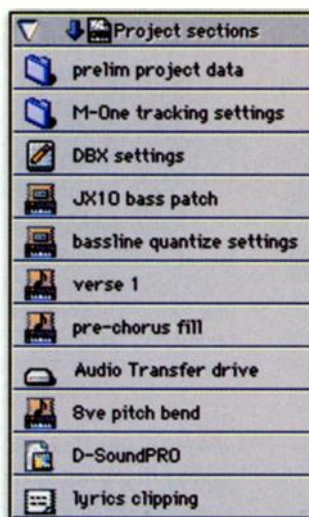 Project sections
prelim project data
M-One tracking settings
DBX settings
JX10 bass patch
bassline quantize settings
verse 1
pre-chorus fill
Audio Transfer drive
8ve pitch bend
D-SoundPRO
lyrics clipping